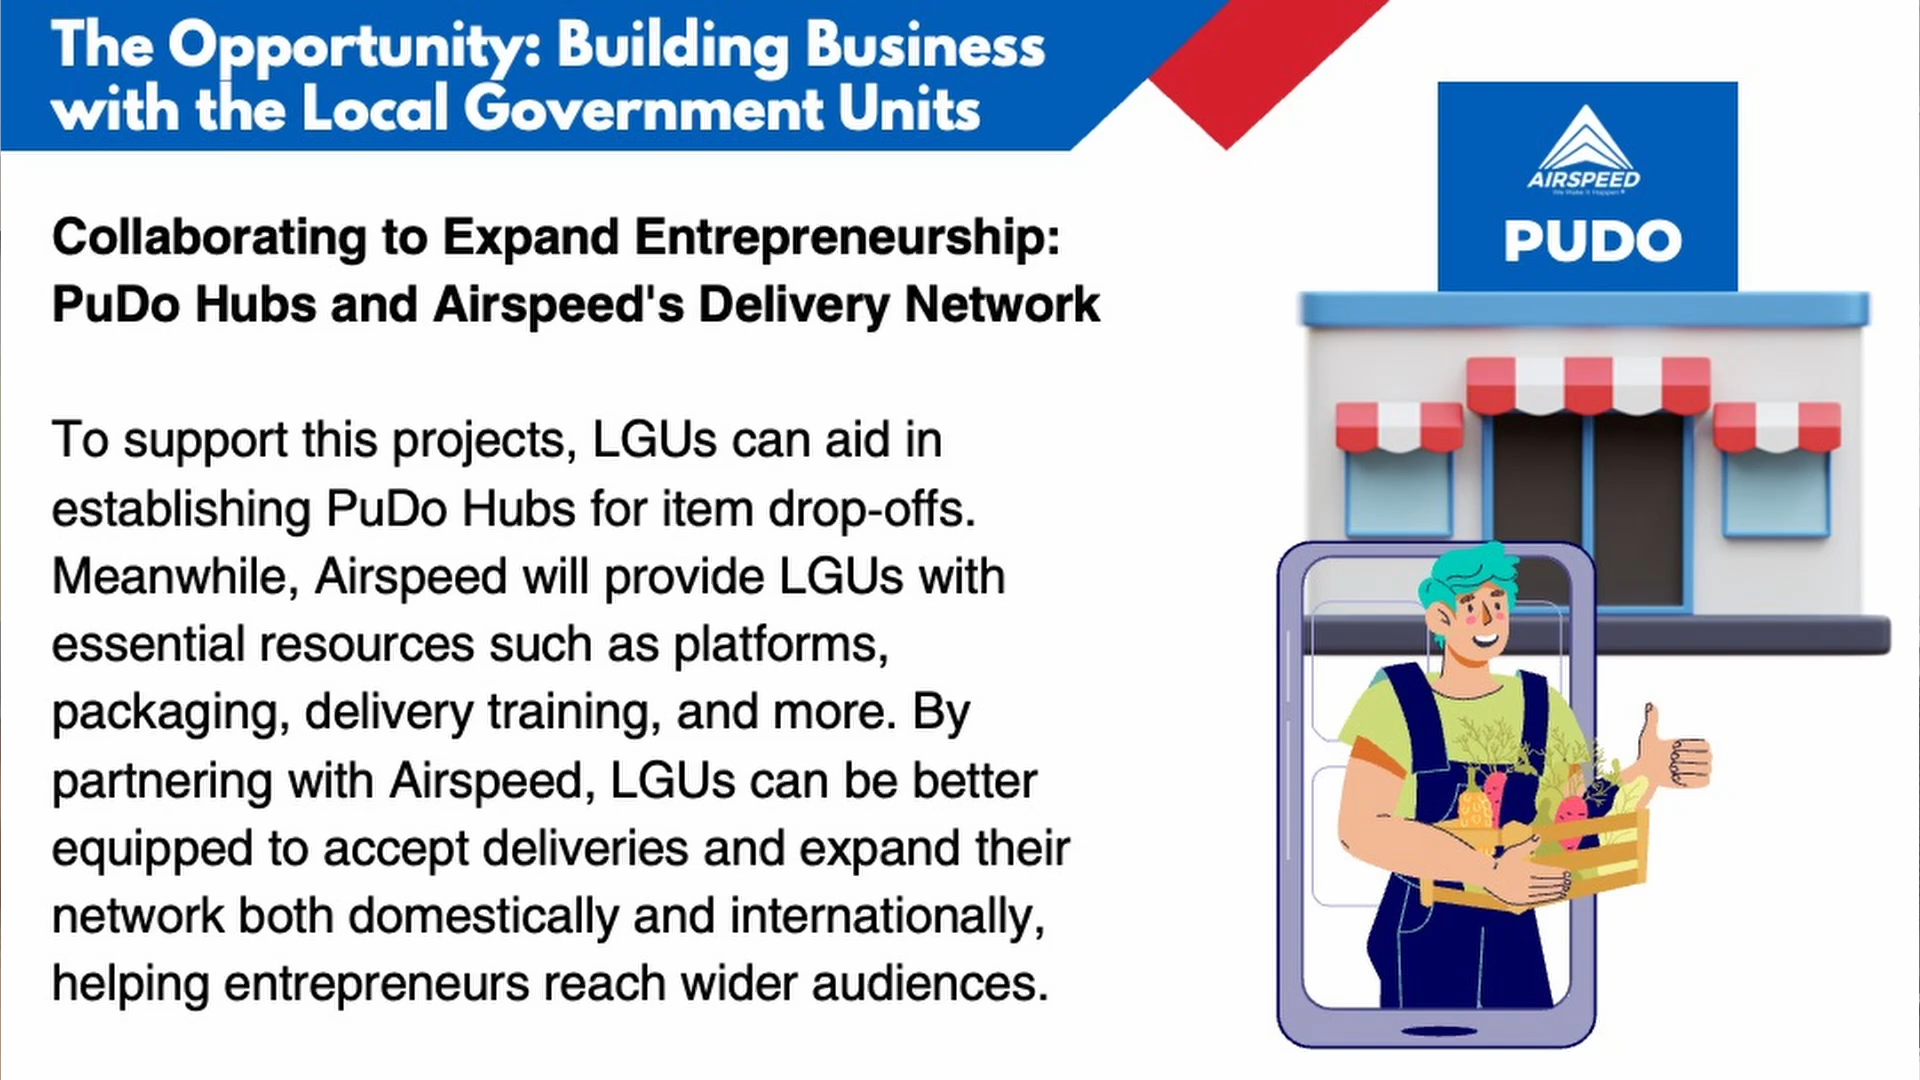 The Opportunity: Building Business
with the Local Government Units
AIRSPEED
We Make it Happen
PUDO
Collaborating to Expand Entrepreneurship:
PuDo Hubs and Airspeed's Delivery Network
To support this projects, LGUs can aid in
establishing PuDo Hubs for item drop-offs.
Meanwhile, Airspeed will provide LGUs with
essential resources such as platforms,
packaging, delivery training, and more. By
partnering with Airspeed, LGUs can be better
equipped to accept deliveries and expand their
network both domestically and internationally,
helping entrepreneurs reach wider audiences.